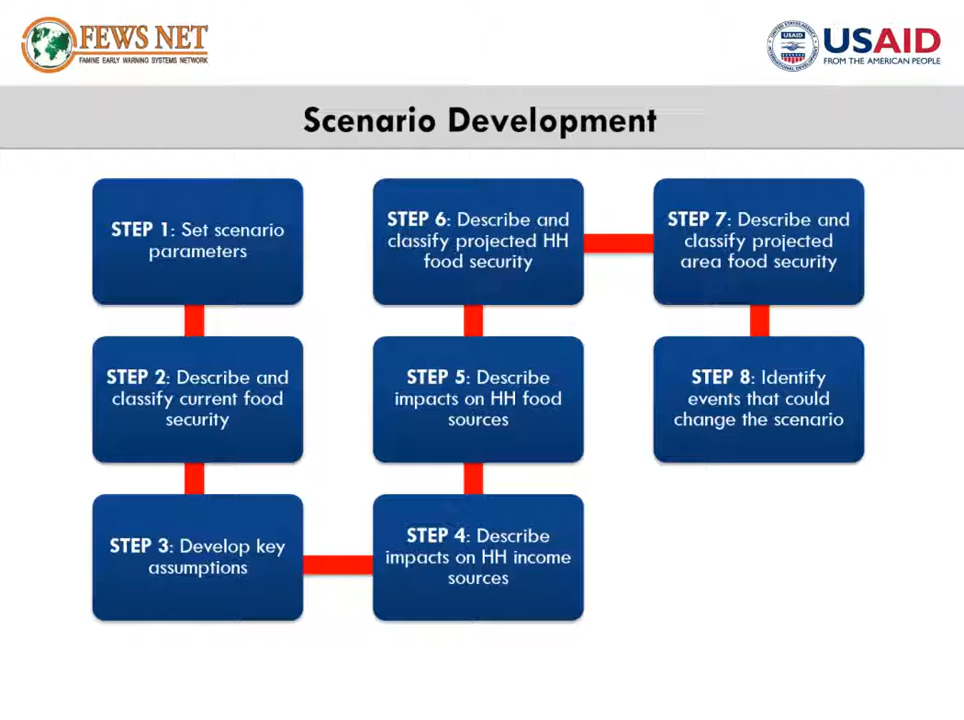 FEWS NET
FAMINE EARLY WARNING SYSTEMS NETWORK
USAID
FROM THE AMERICAN PEOPLE
Scenario Development
STEP 1: Set scenario
parameters
STEP 2: Describe and
classify current food
security
STEP 3: Develop key
assumptions
STEP 4: Describe
impacts on HH income
sources
STEP 5: Describe
impacts on HH food
sources
STEP 6: Describe and
classify projected HH
food security
STEP 7: Describe and
classify projected
area food security
STEP 8: Identify
events that could
change the scenario